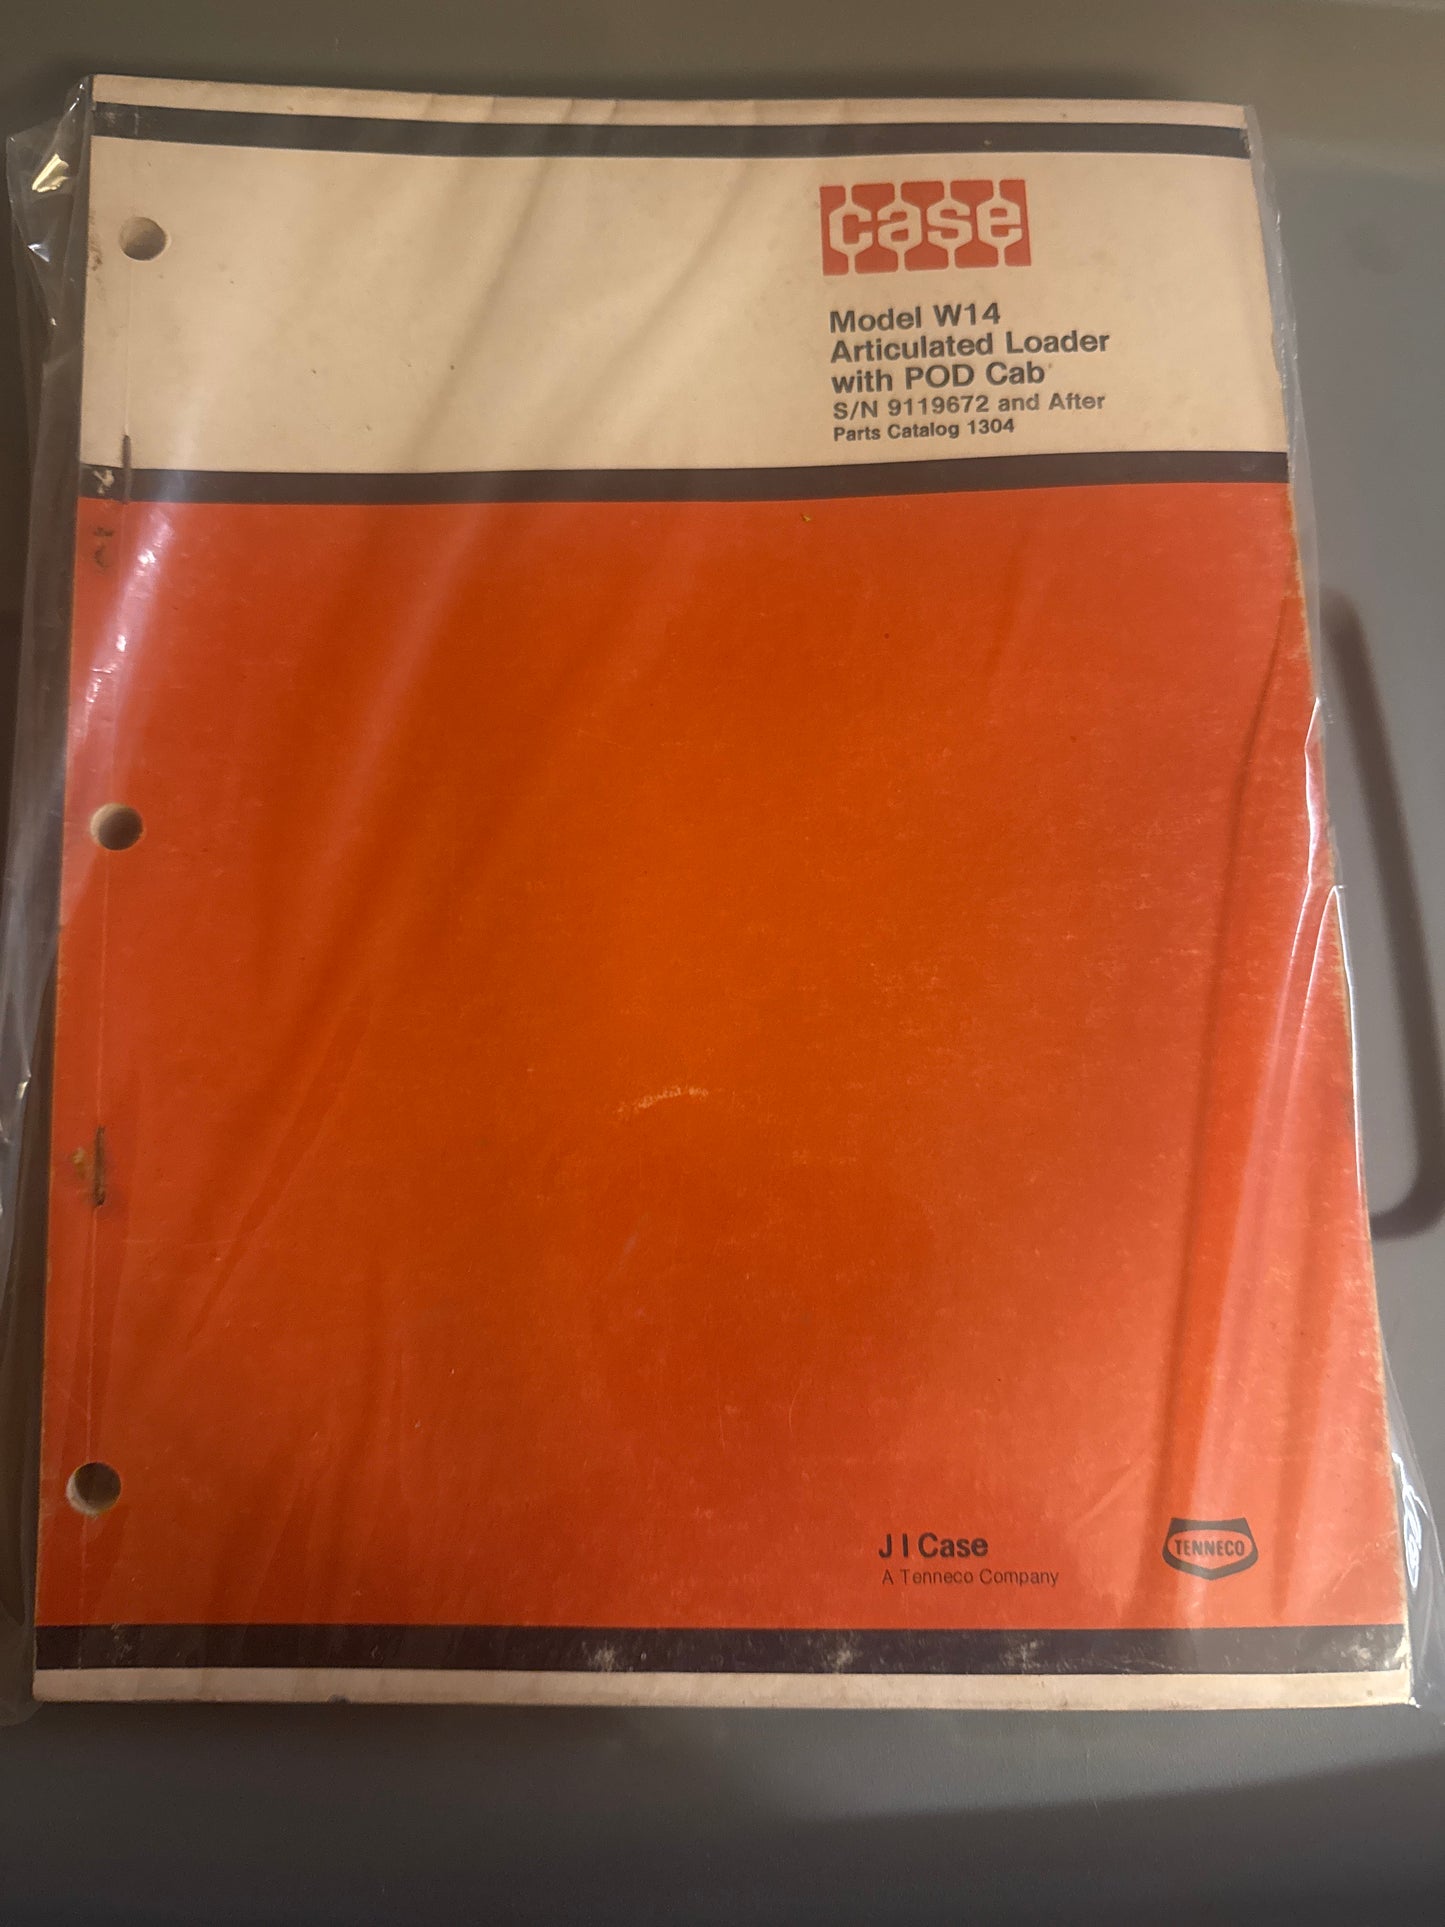 case
Model W14
Articulated Loader
with POD Cab
S/N 9119672 and After
Parts Catalog 1304
J I Case
A Tenneco Company
TENNECO